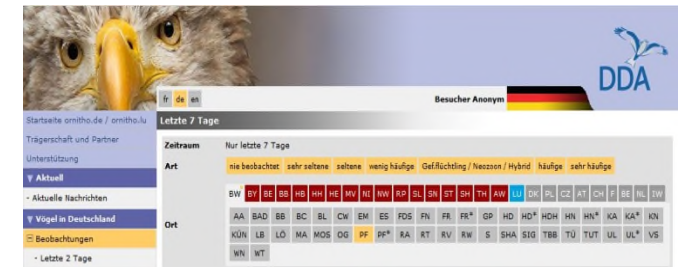 DDA
fr de en
Besucher Anonym
Startseite ornitho.de / ornitho.lu
Letzte 7 Tage
Trägerschaft und Partner
Unterstützung
Aktuell
- Aktuelle Nachrichten
Vögel in Deutschland
Beobachtungen
- Letzte 2 Tage
Zeitraum Nur letzte 7 Tage
Art nie beobachtet sehr seltene seltene wenig häufige Gef.flüchtling / Neozoon / Hybrid häufige sehr häufige
Ort
BW BY BE BB HB HH HE MV NI NW RP SL SN ST SH TH AW LU DK PL CZ AT CH F BE NL IW
AA BAD BB BC BL CW EM ES FDS FN FR FR* GP HD HD* HDH HN HN* KA KA* KN
KÜN LB LÖ MA MOS OG PF PF* RA RT RV RW S SHA SIG TBB TÜ TUT UL UL* VS
WN WT